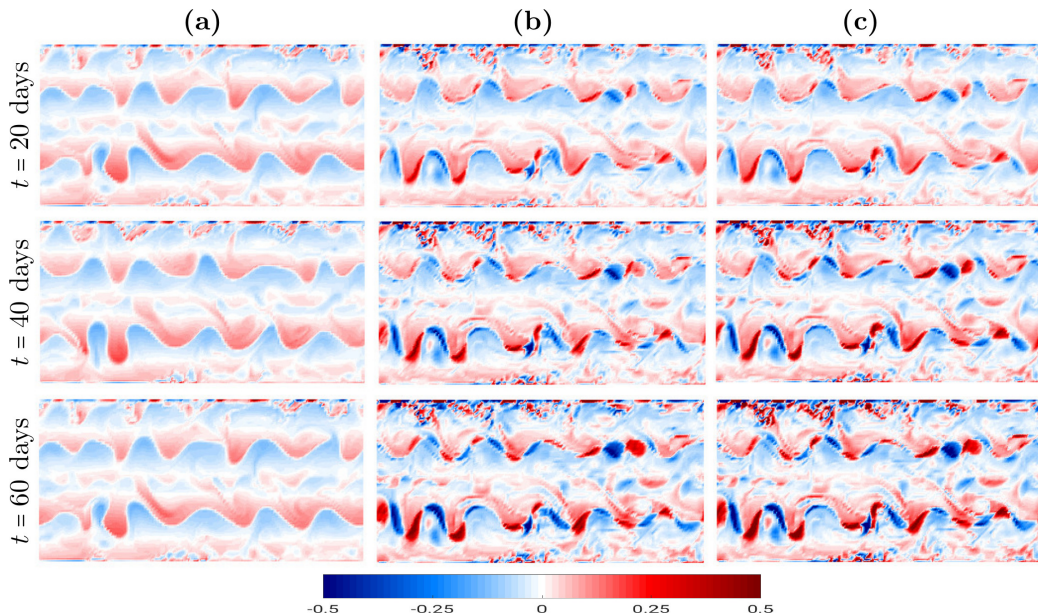 (a) (b) (c)
t = 20 days
t = 40 days
t = 60 days
-0.5 -0.25 0 0.25 0.5